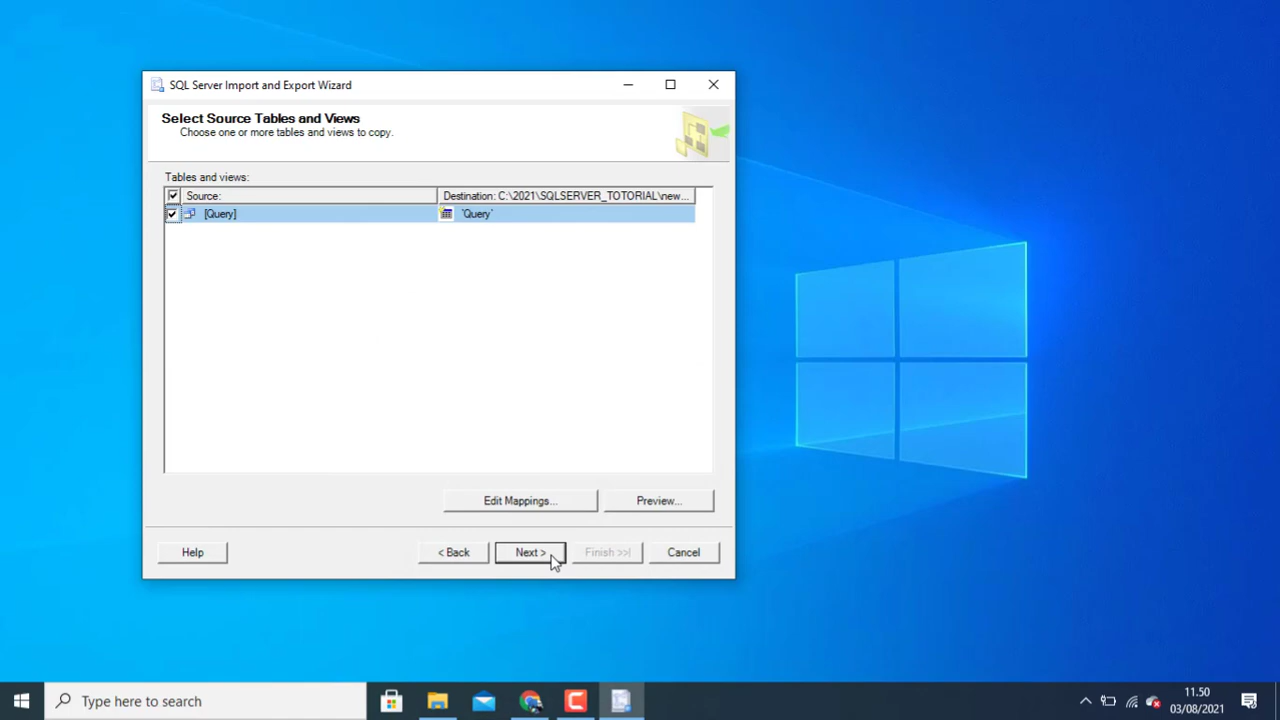 SQL Server Import and Export Wizard
Select Source Tables and Views
Choose one or more tables and views to copy.
Tables and views:
Source: Destination: C:\2021\SQLSERVER_TOTORIAL\new...
[Query] 'Query'
Edit Mappings... Preview...
Help < Back Next > Finish >>| Cancel
Type here to search
11.50
03/08/2021